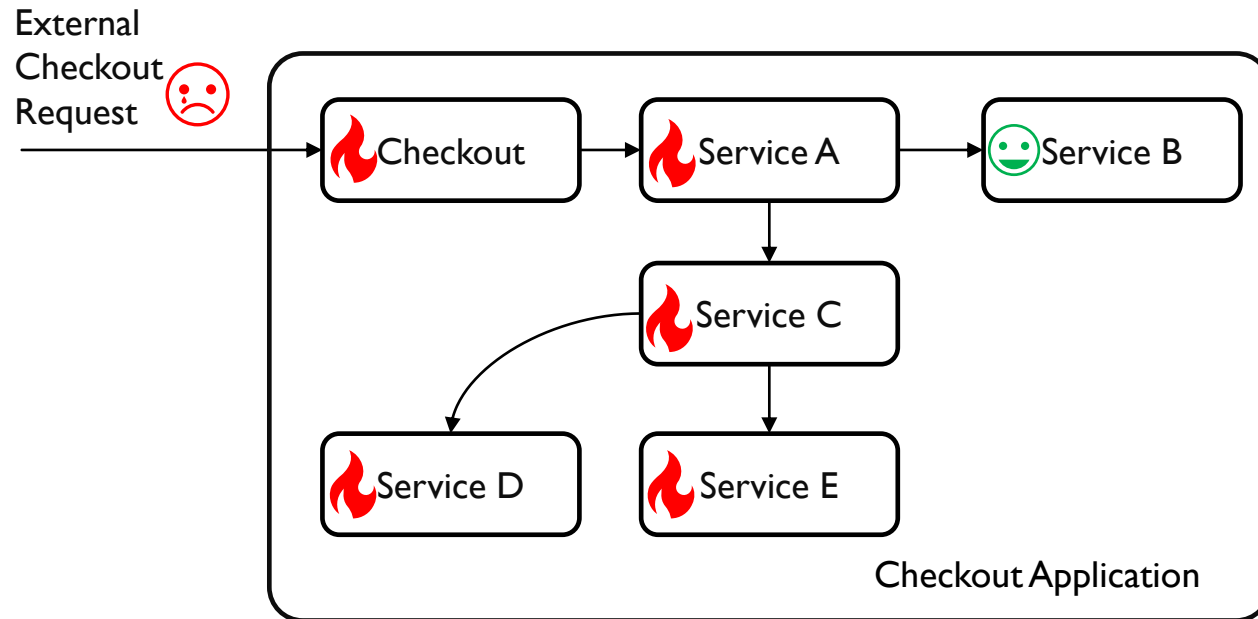 External
Checkout
Request
Checkout
Service A
Service B
Service C
Service D
Service E
Checkout Application